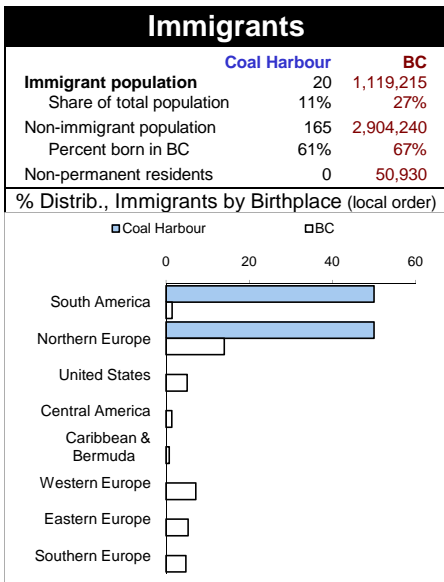 Immigrants
Coal Harbour BC
Immigrant population 20 1,119,215
Share of total population 11% 27%
Non-immigrant population 165 2,904,240
Percent born in BC 61% 67%
Non-permanent residents 0 50,930
% Distrib., Immigrants by Birthplace (local order)
Coal Harbour BC
0 20 40 60
South America
Northern Europe
United States
Central America
Caribbean &
Bermuda
Western Europe
Eastern Europe
Southern Europe